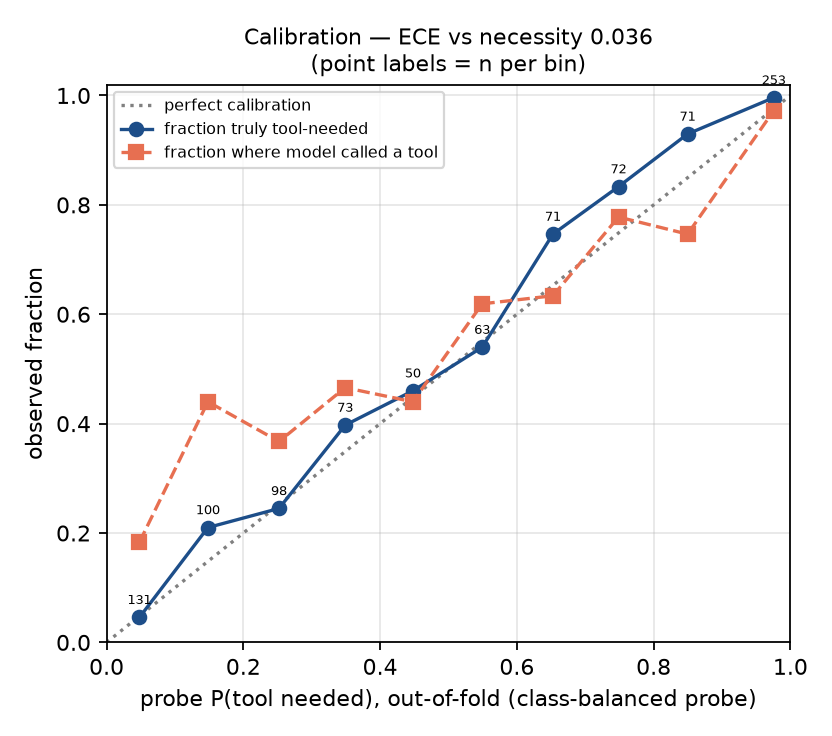 Calibration — ECE vs necessity 0.036
(point labels = n per bin)
253
perfect calibration
fraction truly tool-needed
fraction where model called a tool
71
72
71
63
50
73
98
100
131
1.0
0.8
0.6
0.4
0.2
0.0
observed fraction
0.0 0.2 0.4 0.6 0.8 1.0
probe P(tool needed), out-of-fold (class-balanced probe)